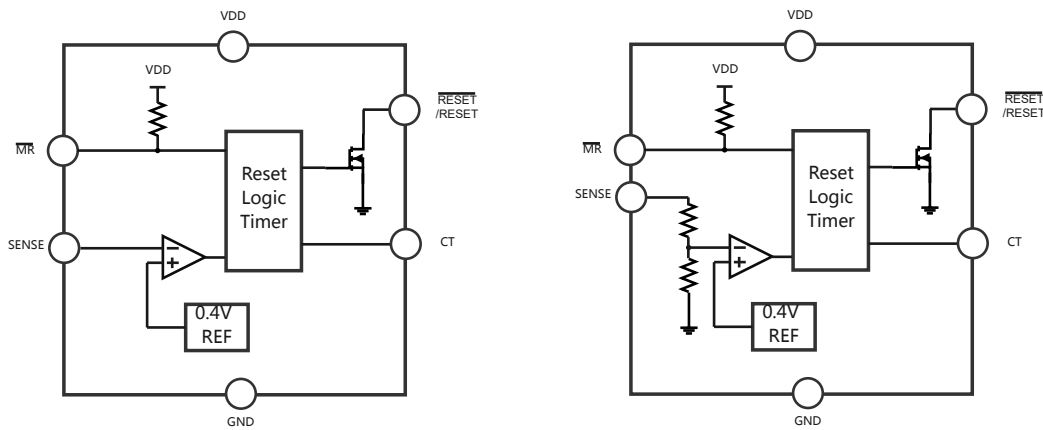 VDD
VDD
RESET
/RESET
MR
Reset
Logic
Timer
SENSE
CT
0.4V
REF
GND
VDD
VDD
RESET
/RESET
MR
SENSE
Reset
Logic
Timer
CT
0.4V
REF
GND